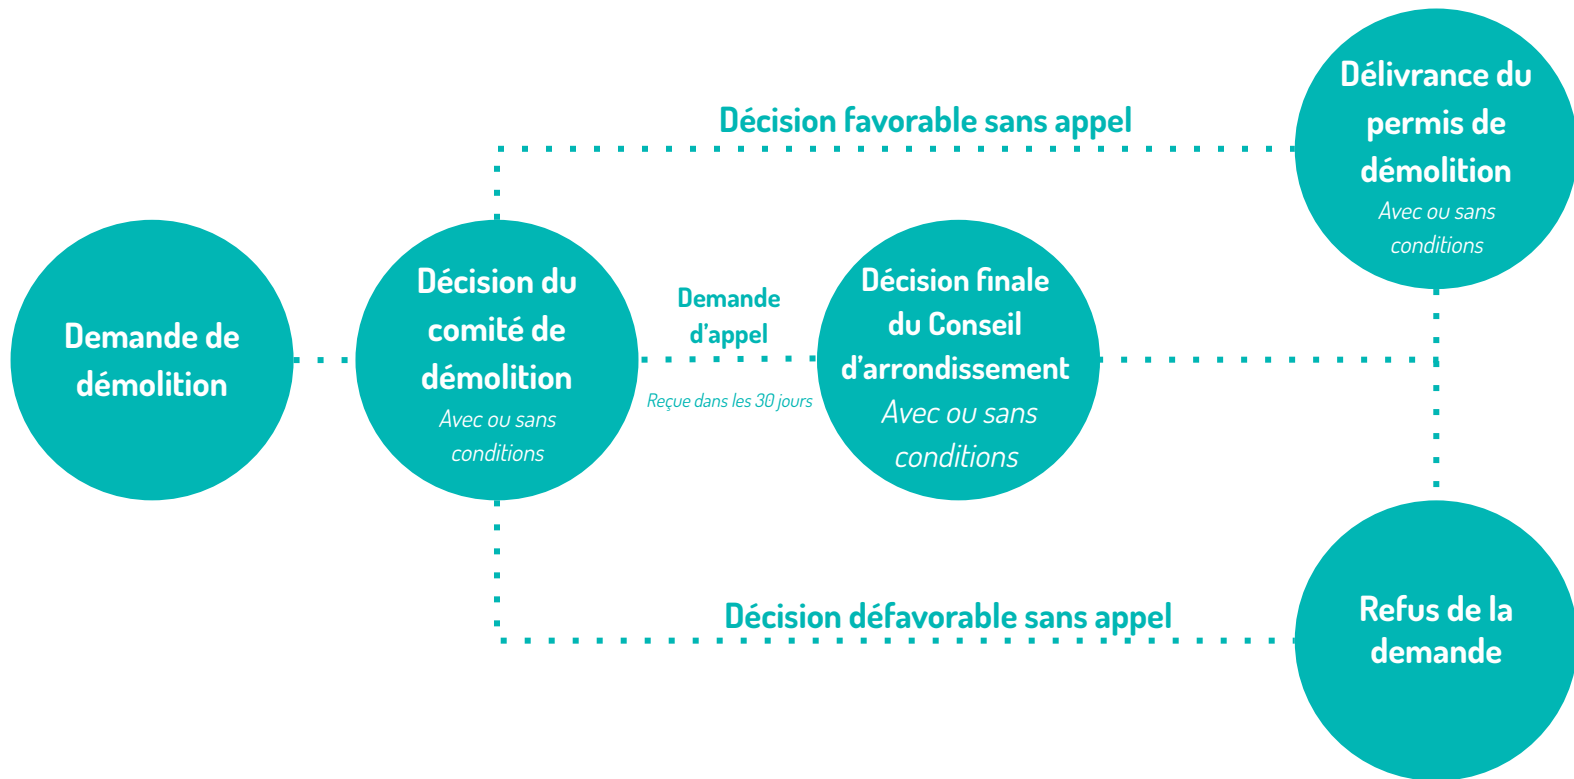 Demande de
démolition
Décision du
comité de
démolition
Avec ou sans
conditions
Décision favorable sans appel
Demande
d'appel
Reçue dans les 30 jours
Décision finale
du Conseil
d'arrondissement
Avec ou sans
conditions
Décision défavorable sans appel
Délivrance du
permis de
démolition
Avec ou sans
conditions
Refus de la
demande